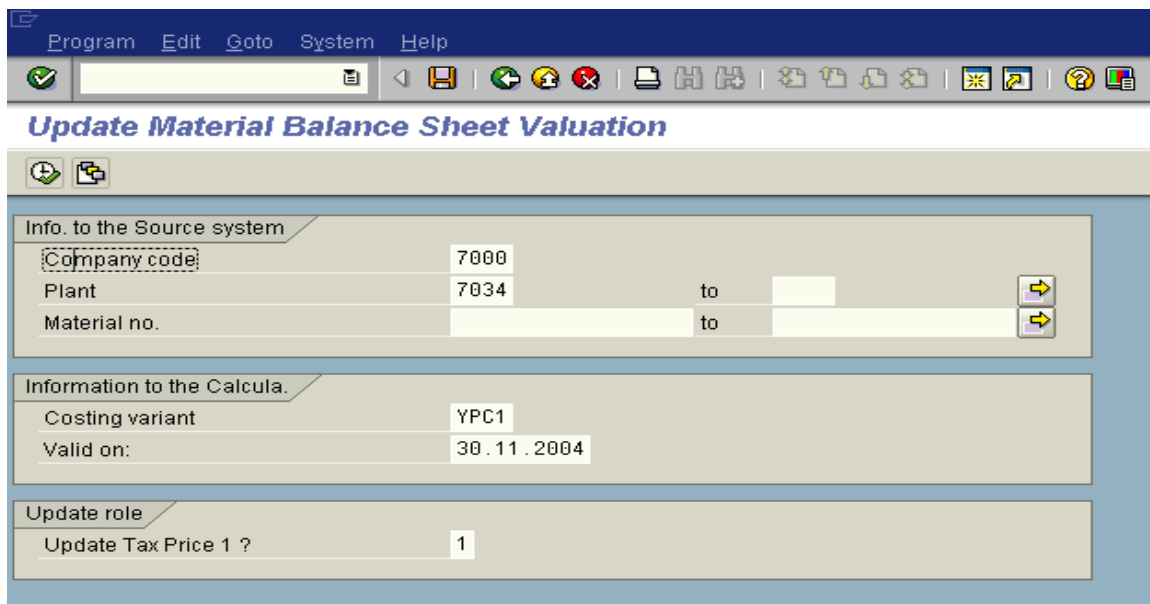 Program Edit Goto System Help
Update Material Balance Sheet Valuation
Info. to the Source system
Company code 7000
Plant 7034 to
Material no. to
Information to the Calcula.
Costing variant YPC1
Valid on: 30.11.2004
Update role
Update Tax Price 1 ? 1